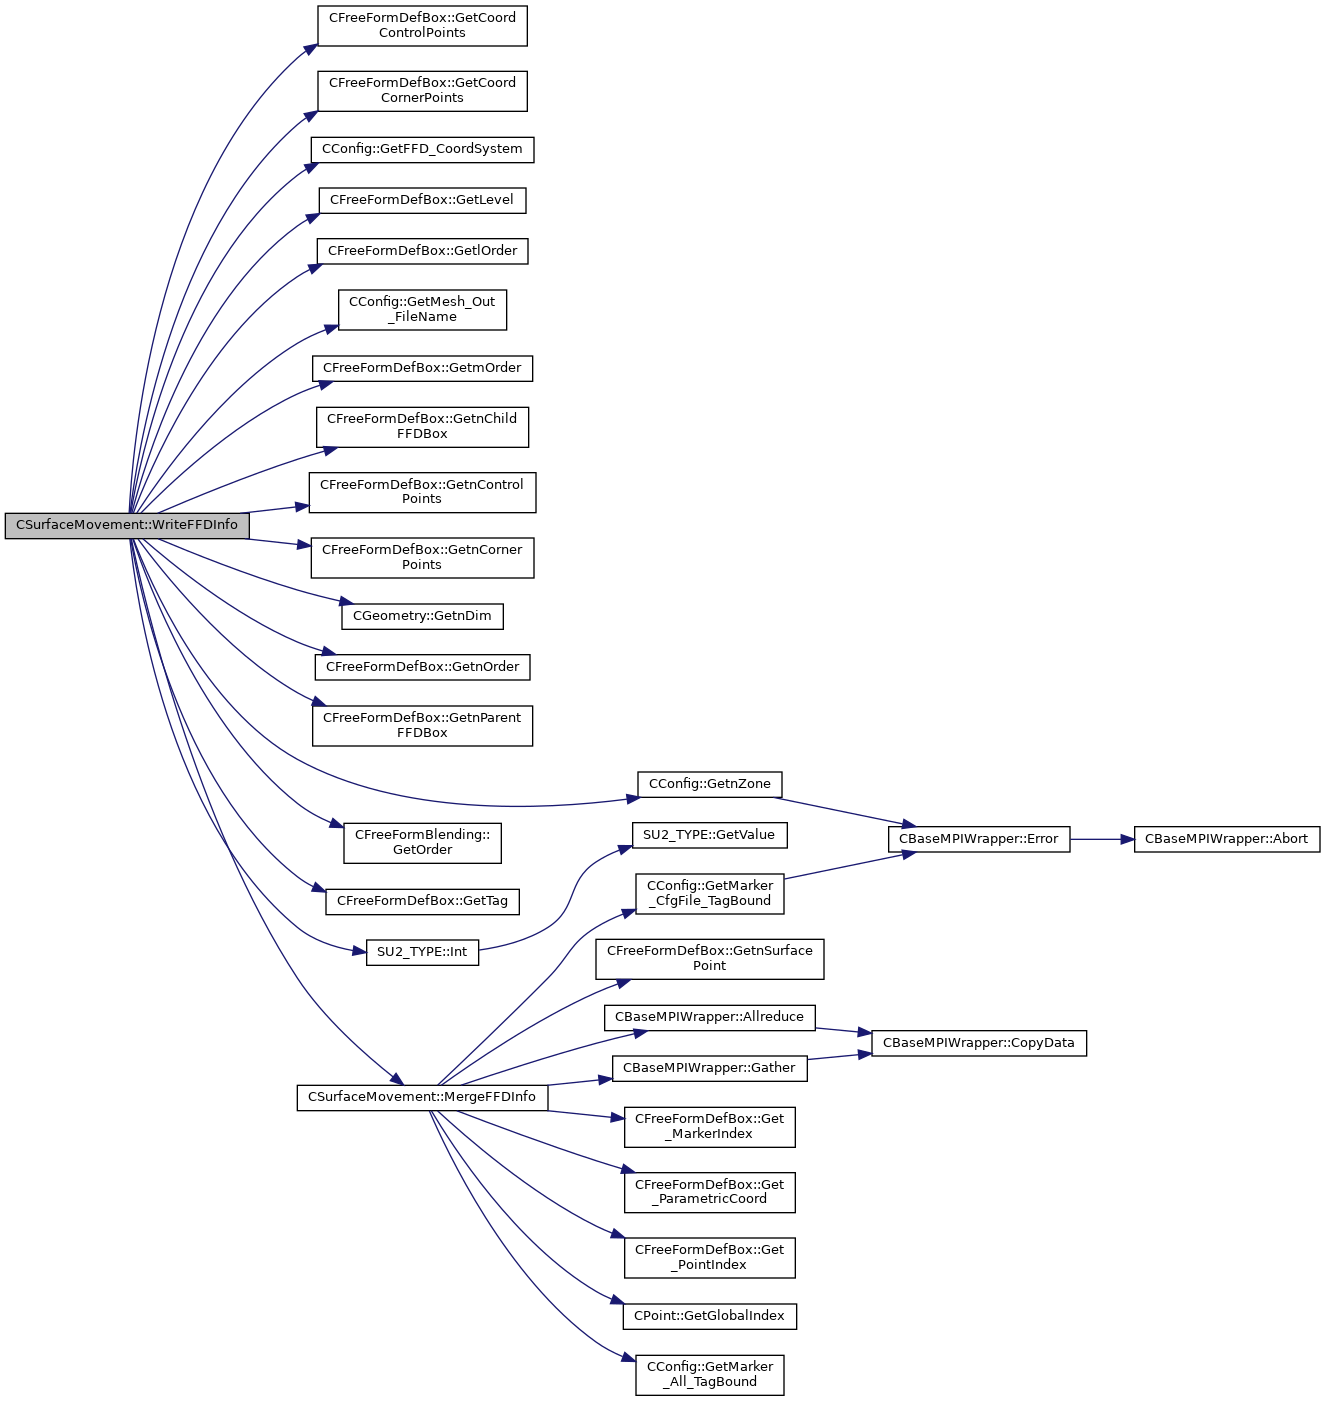 CFreeFormDefBox::GetCoord
ControlPoints
CFreeFormDefBox::GetCoord
CornerPoints
CConfig::GetFFD_CoordSystem
CFreeFormDefBox::GetLevel
CFreeFormDefBox::GetlOrder
CConfig::GetMesh_Out
_FileName
CFreeFormDefBox::GetmOrder
CFreeFormDefBox::GetnChild
FFDBox
CFreeFormDefBox::GetnControl
Points
CSurfaceMovement::WriteFFDInfo
CFreeFormDefBox::GetnCorner
Points
CGeometry::GetnDim
CFreeFormDefBox::GetnOrder
CFreeFormDefBox::GetnParent
FFDBox
CConfig::GetnZone
CFreeFormBlending::
GetOrder
SU2_TYPE::GetValue
CBaseMPIWrapper::Error
CBaseMPIWrapper::Abort
CConfig::GetMarker
_CfgFile_TagBound
CFreeFormDefBox::GetTag
SU2_TYPE::Int
CFreeFormDefBox::GetnSurface
Point
CBaseMPIWrapper::Allreduce
CBaseMPIWrapper::CopyData
CBaseMPIWrapper::Gather
CSurfaceMovement::MergeFFDInfo
CFreeFormDefBox::Get
_MarkerIndex
CFreeFormDefBox::Get
_ParametricCoord
CFreeFormDefBox::Get
_PointIndex
CPoint::GetGlobalIndex
CConfig::GetMarker
_All_TagBound